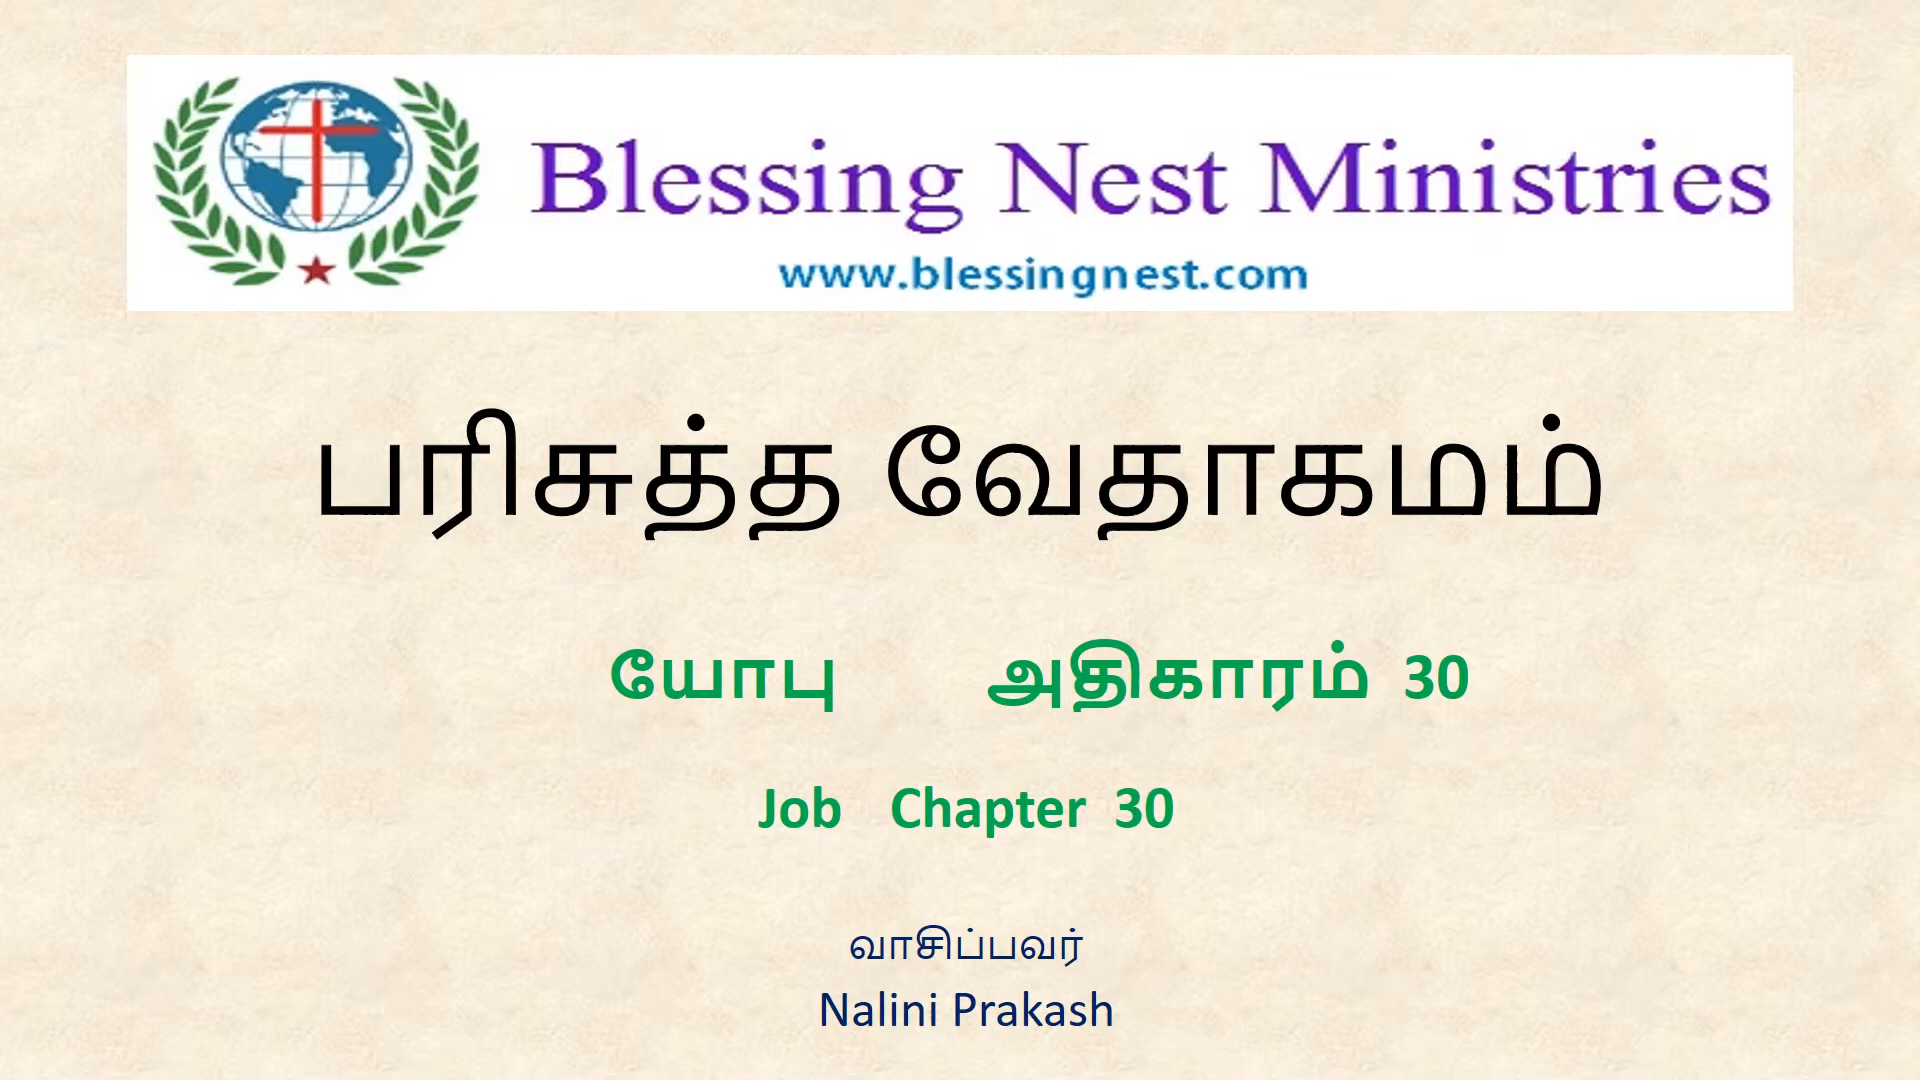 Blessing Nest Ministries
www.blessingnest.com
பரிசுத்த வேதாகமம்
யோபு அதிகாரம் 30
Job Chapter 30
வாசிப்பவர்
Nalini Prakash